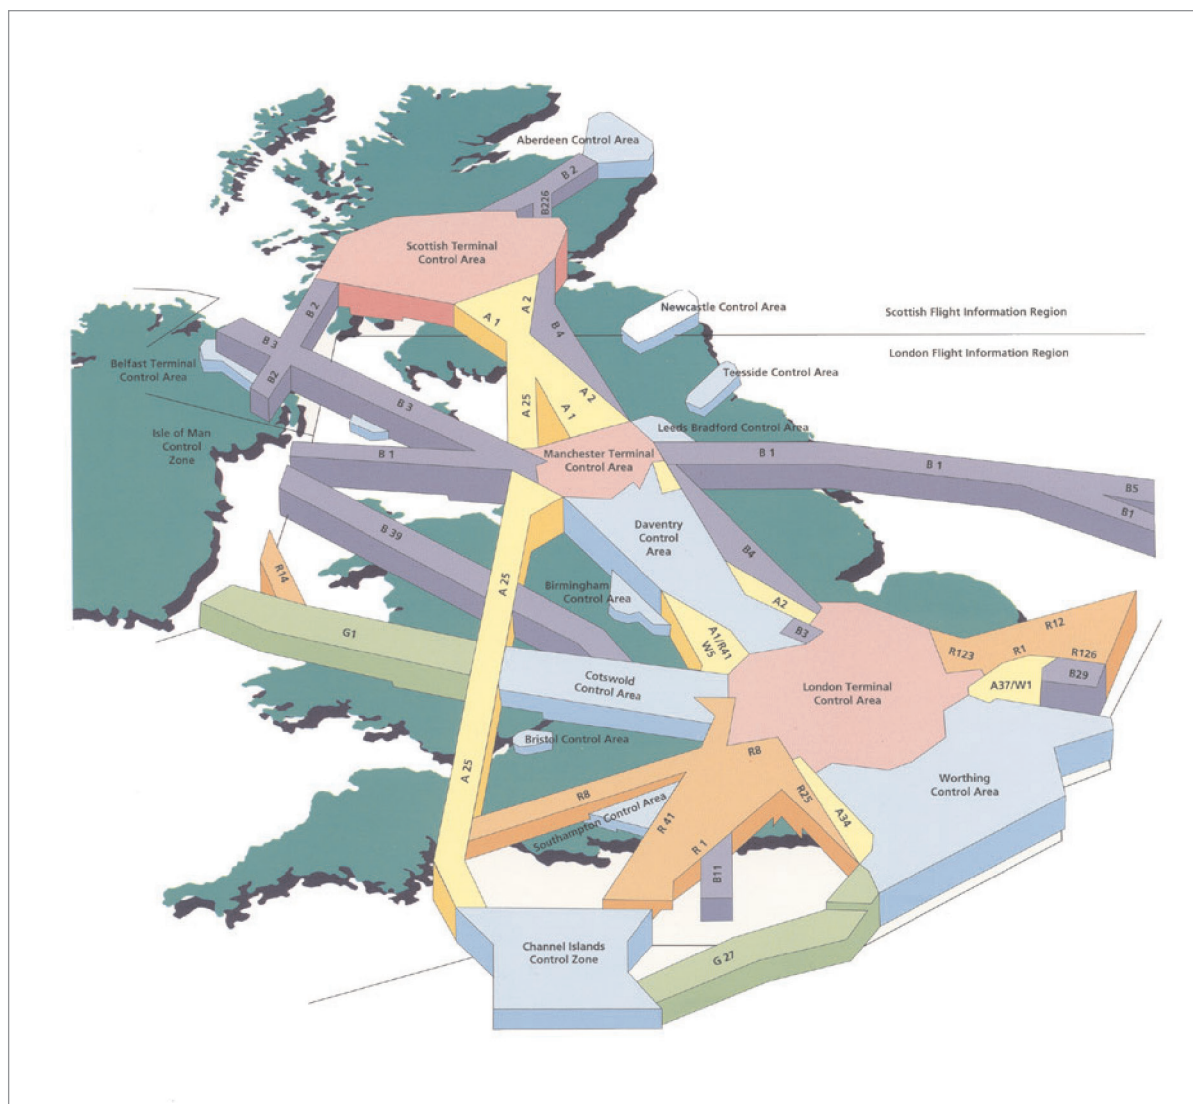 Aberdeen Control Area
B 2
B226
Scottish Terminal
Control Area
B 2
A 2
A 1
B 4
Newcastle Control Area
Scottish Flight Information Region
London Flight Information Region
B 3
Belfast Terminal
Control Area
B2
B 3
A 25
A 1
A 2
Teesside Control Area
Isle of Man
Control
Zone
Leeds Bradford Control Area
B 1
Manchester Terminal
Control Area
B 1
B 1
B5
B1
B 39
Daventry
Control
Area
B4
R14
A 25
Birmingham
Control Area
A2
B3
G1
A1/R41
W5
R12
R1
R123
R126
B29
A37/W1
Cotswold
Control Area
London Terminal
Control Area
Bristol Control Area
A 25
R8
R8
R25
A34
Worthing
Control Area
Southampton Control Area
R 41
R 1
B11
Channel Islands
Control Zone
G 27